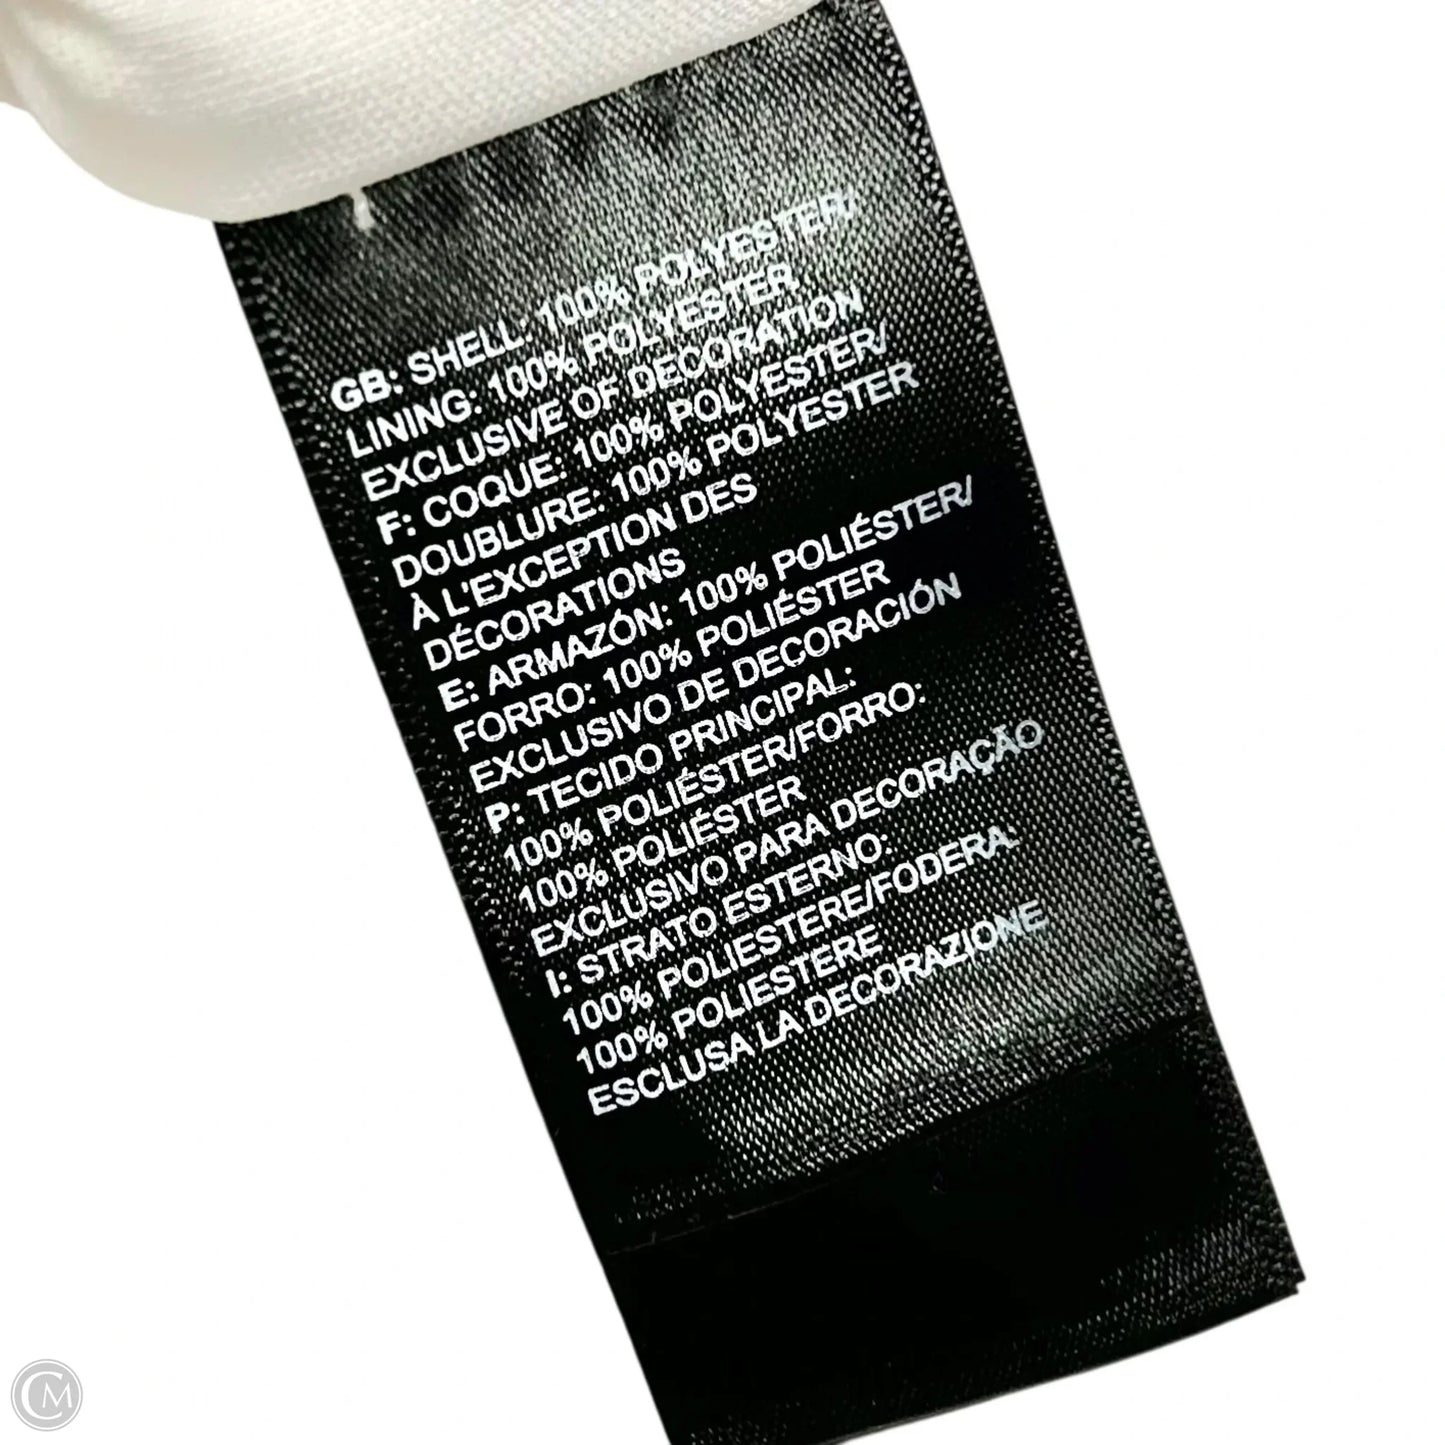 GB: SHELL: 100% POLYESTER/
LINING: 100% POLYESTER
EXCLUSIVE OF DECORATION
F: COQUE: 100% POLYESTER/
DOUBLURE: 100% POLYESTER
À L'EXCEPTION DES
DÉCORATIONS
E: ARMAZÓN: 100% POLIÉSTER/
FORRO: 100% POLIÉSTER
EXCLUSIVO DE DECORACIÓN
P: TECIDO PRINCIPAL:
100% POLIÉSTER/FORRO:
100% POLIÉSTER
EXCLUSIVO PARA DECORAÇÃO
I: STRATO ESTERNO:
100% POLIESTERE/FODERA:
100% POLIESTERE
ESCLUSA LA DECORAZIONE
CM